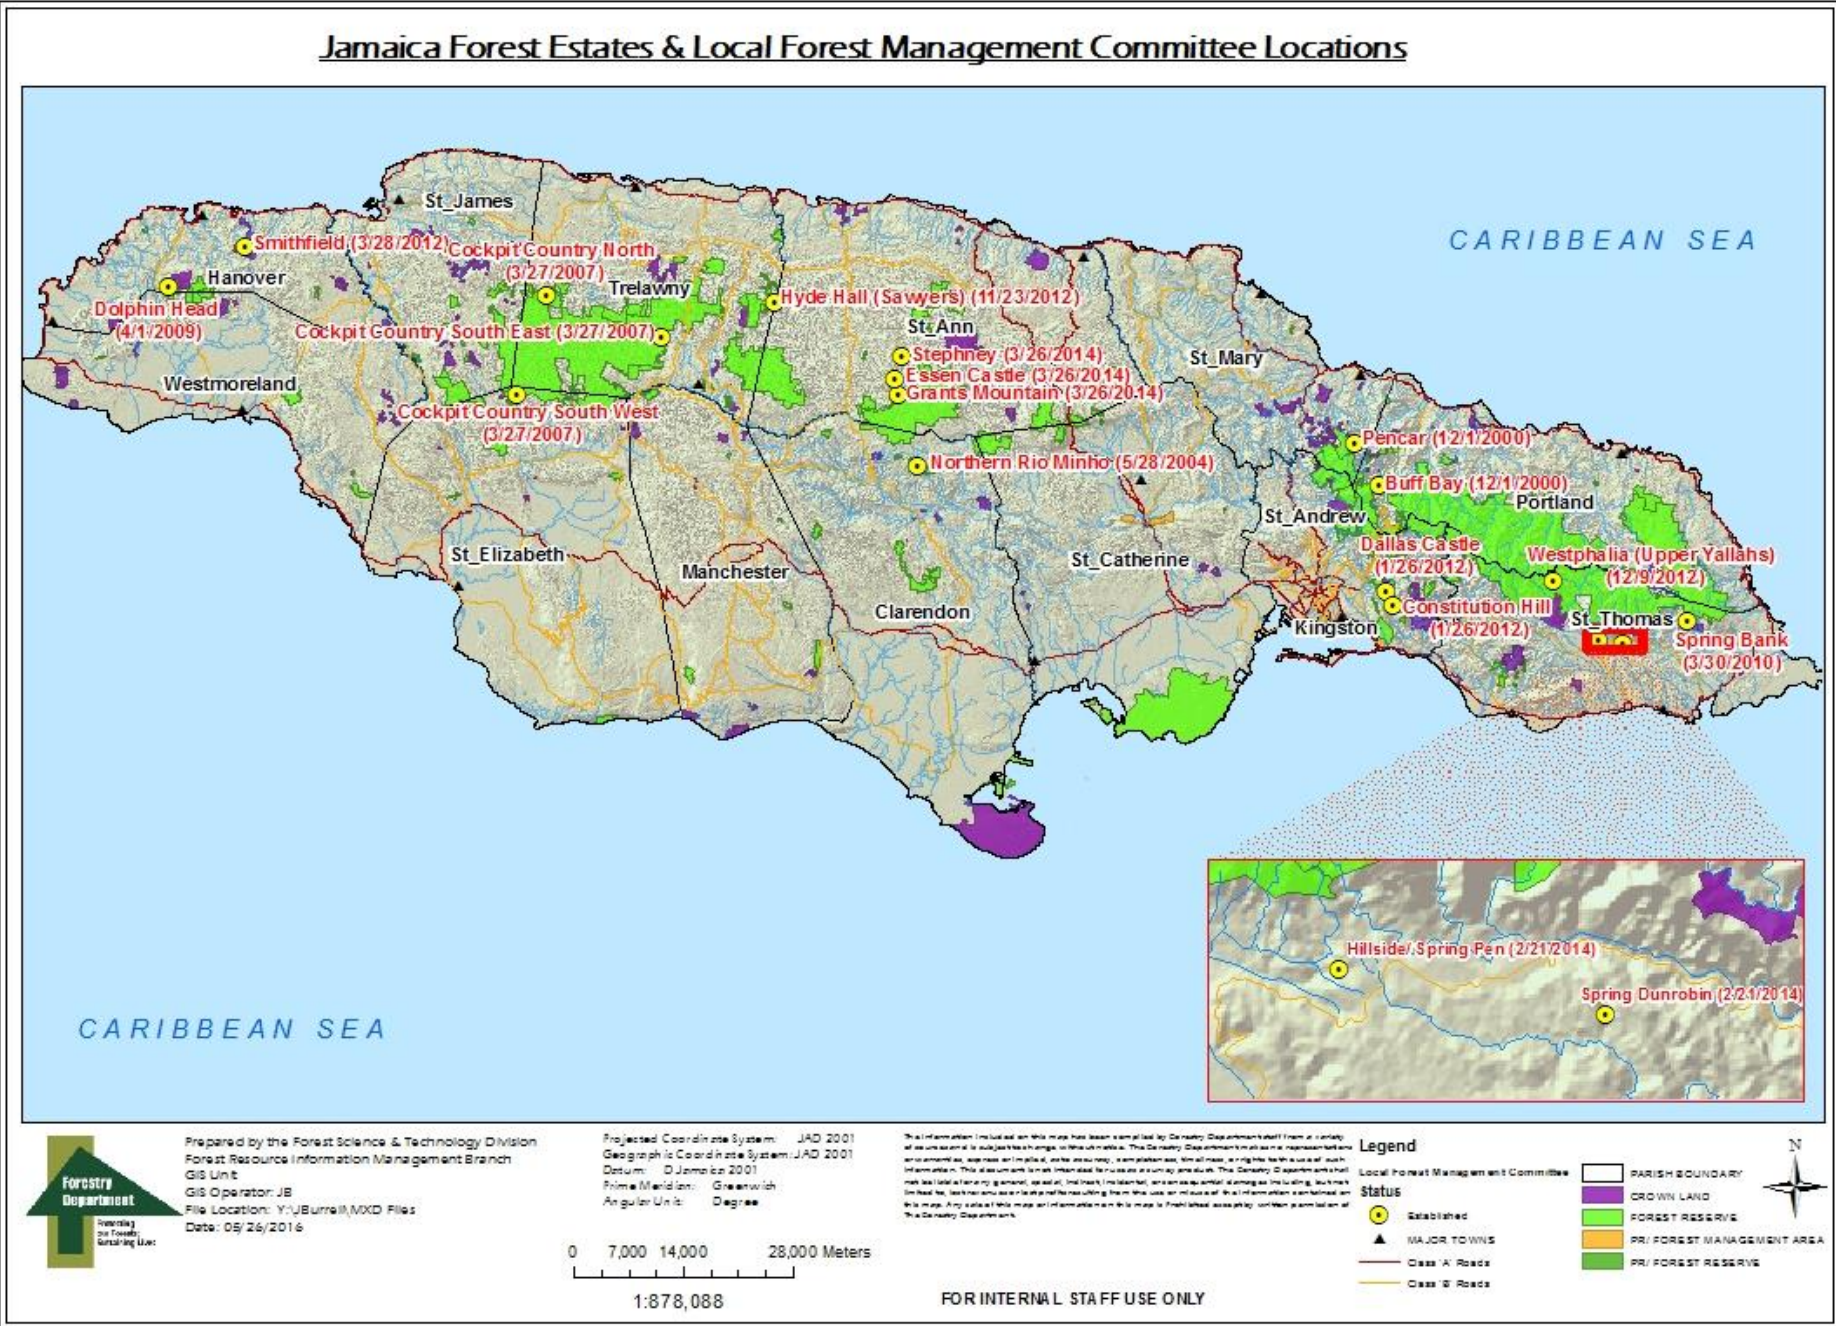 Jamaica Forest Estates & Local Forest Management Committee Locations
CARIBBEAN SEA
St_James
Smithfield (3/28/2012)
Cockpit Country North
(3/27/2007)
Hanover
Trelawny
Dolphin Head
(4/1/2009)
Hyde Hall (Sawyers) (11/23/2012)
Cockpit Country South East (3/27/2007)
St_Ann
Stephney (3/26/2014)
St_Mary
Essen Castle (3/26/2014)
Westmoreland
Grants Mountain (3/26/2014)
Cockpit Country South West
(3/27/2007)
Pencar (12/1/2000)
Northern Rio Minho (5/28/2004)
Buff Bay (12/1/2000)
Portland
St_Andrew
Dallas Castle
(1/26/2012)
St_Elizabeth
Westphalia (Upper Yallahs)
(12/9/2012)
St_Catherine
Manchester
Clarendon
Constitution Hill
(1/26/2012)
Kingston
St_Thomas
Spring Bank
(3/30/2010)
Hillside/ Spring Pen (2/21/2014)
Spring Dunrobin (2/21/2014)
CARIBBEAN SEA
Forestry
Department
Prepared by the Forest Science & Technology Division
Forest Resource Information Management Branch
GIS Unit
GIS Operator: JB
File Location: Y:\JBurrell\MXD Files
Date: 05/26/2016
Projected Coordinate System: JAD 2001
Geographic Coordinate System: JAD 2001
Datum: D Jamaica 2001
Prime Meridian: Greenwich
Angular Unit: Degree
0 7,000 14,000 28,000 Meters
1:878,088
FOR INTERNAL STAFF USE ONLY
Legend
Local Forest Management Committee
Status
Established
MAJOR TOWNS
Class 'A' Roads
Class 'B' Roads
PARISH BOUNDARY
CROWN LAND
FOREST RESERVE
PR/ FOREST MANAGEMENT AREA
PR/ FOREST RESERVE
N